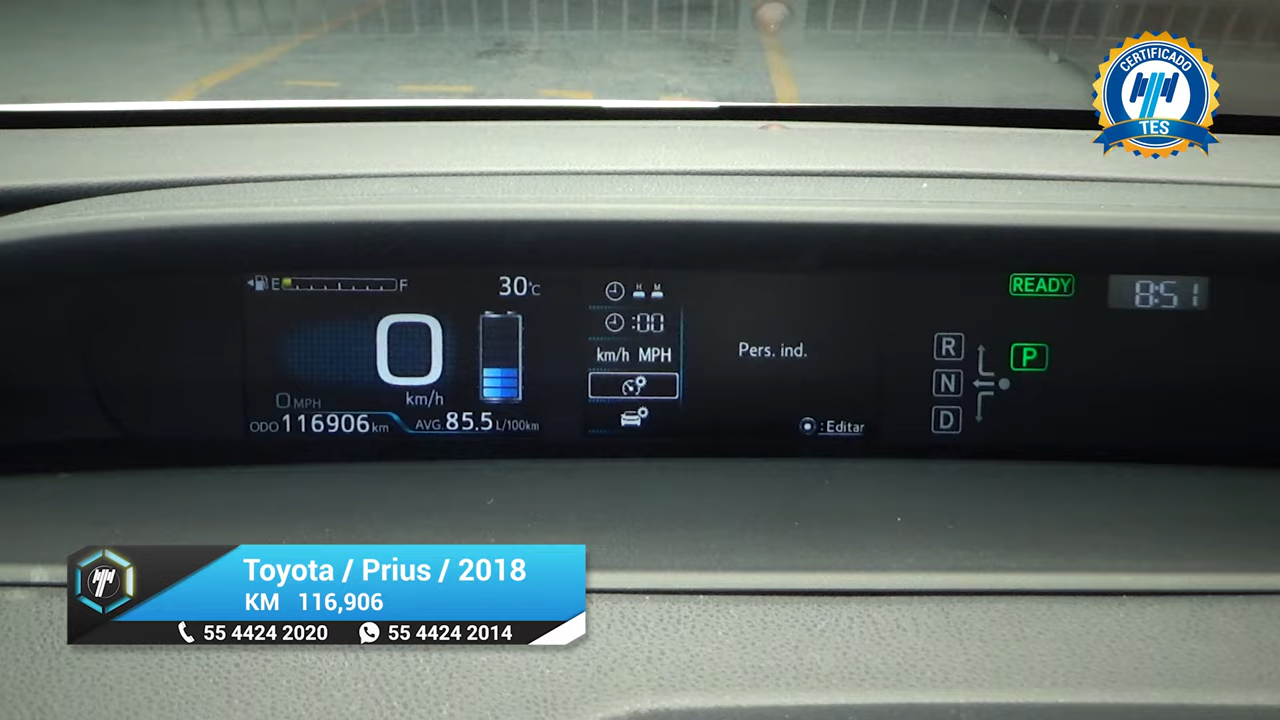 CERTIFICADO
TES
E F
30°C
0
km/h
0 MPH
ODO 116906 km
AVG. 85.5 L/100km
H M
:00
km/h MPH
Pers. ind.
: Editar
READY
8:51
R
N
D
P
Toyota / Prius / 2018
KM 116,906
55 4424 2020 55 4424 2014